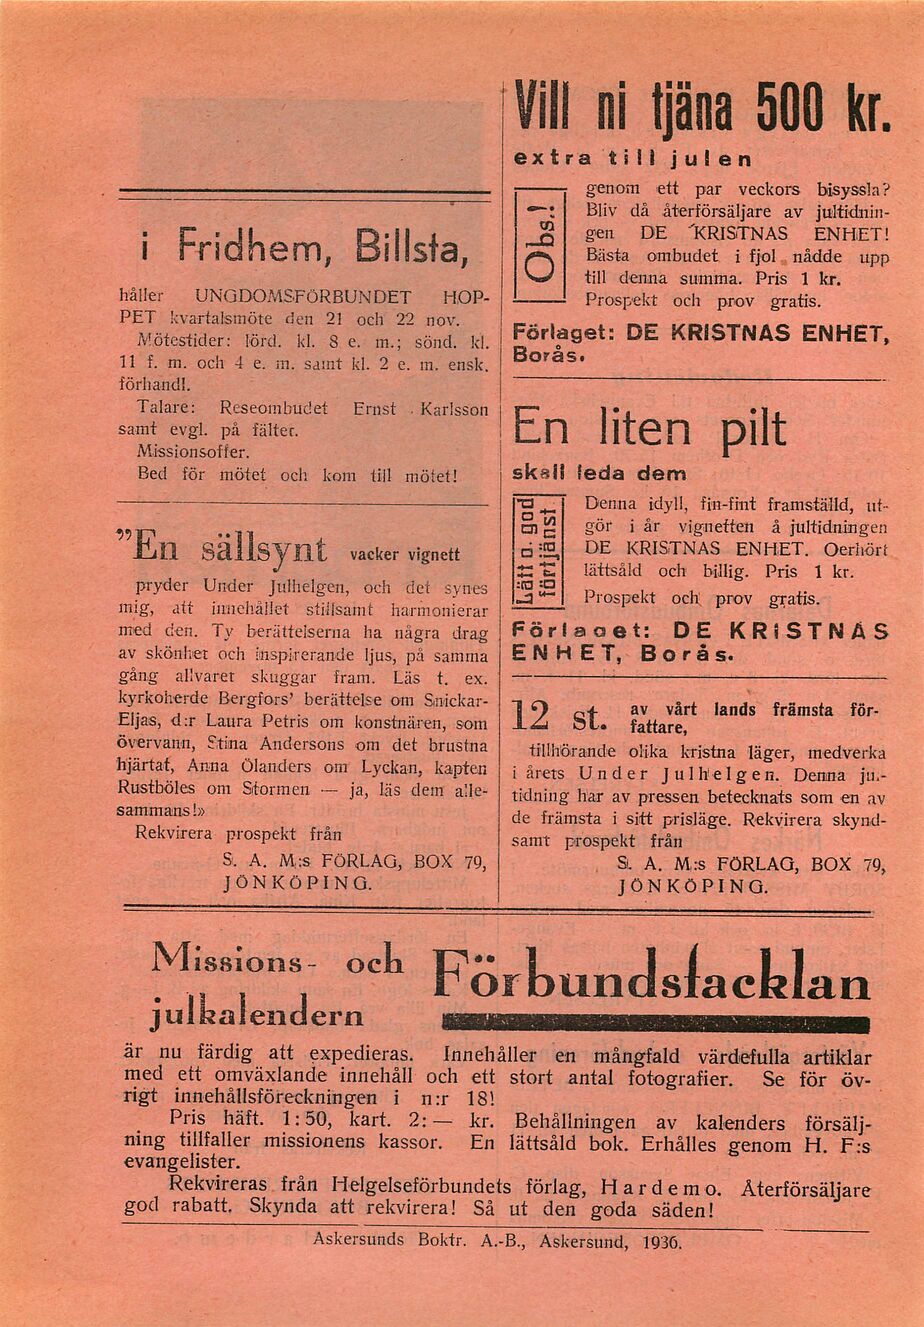 i Fridhem, Billsta,
håller UNGDOMSFÖRBUNDET HOP-
PET kvartalsmöte den 21 och 22 nov.
Mötestider: lörd. kl. 8 e. m.; sönd. kl.
11 f. m. och 4 e. m. samt kl. 2 e. m. ensk.
förhandl.
Talare: Reseombudet Ernst Karlsson
samt evgl. på fältet.
Missionsoffer.
Bed för mötet och kom till mötet!
”En sällsynt vacker vignett
pryder Under Julhelgen, och det synes
mig, att innehållet stillsamt harmonierar
med den. Ty berättelserna ha några drag
av skönhet och inspirerande ljus, på samma
gång allvaret skuggar fram. Läs t. ex.
kyrkoherde Bergfors’ berättelse om Snickar-
Eljas, d:r Laura Petris om konstnären, som
övervann, Stina Andersons om det brustna
hjärtat, Anna Ölanders om Lyckan, kapten
Rustböles om Stormen — ja, läs dem alle-
sammans!»
Rekvirera prospekt från
S. A. M:s FÖRLAG, BOX 79,
JÖNKÖPING.
Vill ni tjäna 500 kr.
extra till julen
Obs.!
genom ett par veckors bisyssla?
Bliv då återförsäljare av jultidnin-
gen DE KRISTNAS ENHET!
Bästa ombudet i fjol nådde upp
till denna summa. Pris 1 kr.
Prospekt och prov gratis.
Förlaget: DE KRISTNAS ENHET,
Borås.
En liten pilt
skall leda dem
Lätt o. god
förtjänst
Denna idyll, fin-fint framställd, ut-
gör i år vignetten å jultidningen
DE KRISTNAS ENHET. Oerhört
lättsåld och billig. Pris 1 kr.
Prospekt och prov gratis.
Förlaget: DE KRISTNAS
ENHET, Borås.
12 st. av vårt lands främsta för-
fattare,
tillhörande olika kristna läger, medverka
i årets Under Julhelgen. Denna ju-
tidning har av pressen betecknats som en av
de främsta i sitt prisläge. Rekvirera skynd-
samt prospekt från
S. A. M:s FÖRLAG, BOX 79,
JÖNKÖPING.
Missions- och
julkalendern
Förbundsfacklan
är nu färdig att expedieras. Innehåller en mångfald värdefulla artiklar
med ett omväxlande innehåll och ett stort antal fotografier. Se för öv-
rigt innehållsföreckningen i n:r 18!
Pris häft. 1:50, kart. 2:— kr. Behållningen av kalenders försälj-
ning tillfaller missionens kassor. En lättsåld bok. Erhålles genom H. F:s
evangelister.
Rekvireras från Helgelseförbundets förlag, Hardemo. Återförsäljare
god rabatt. Skynda att rekvirera! Så ut den goda säden!
Askersunds Boktr. A.-B., Askersund, 1936.